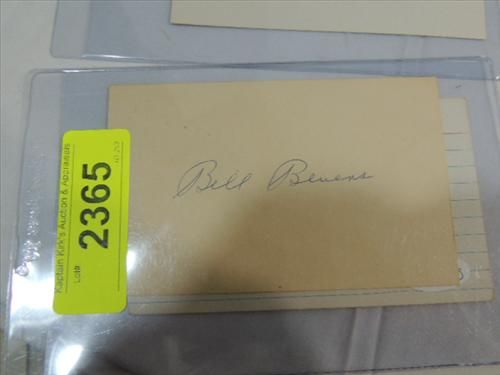 Kaptain Kirk's Auction & Appraisals
Lot#
2365
Bill Bevens